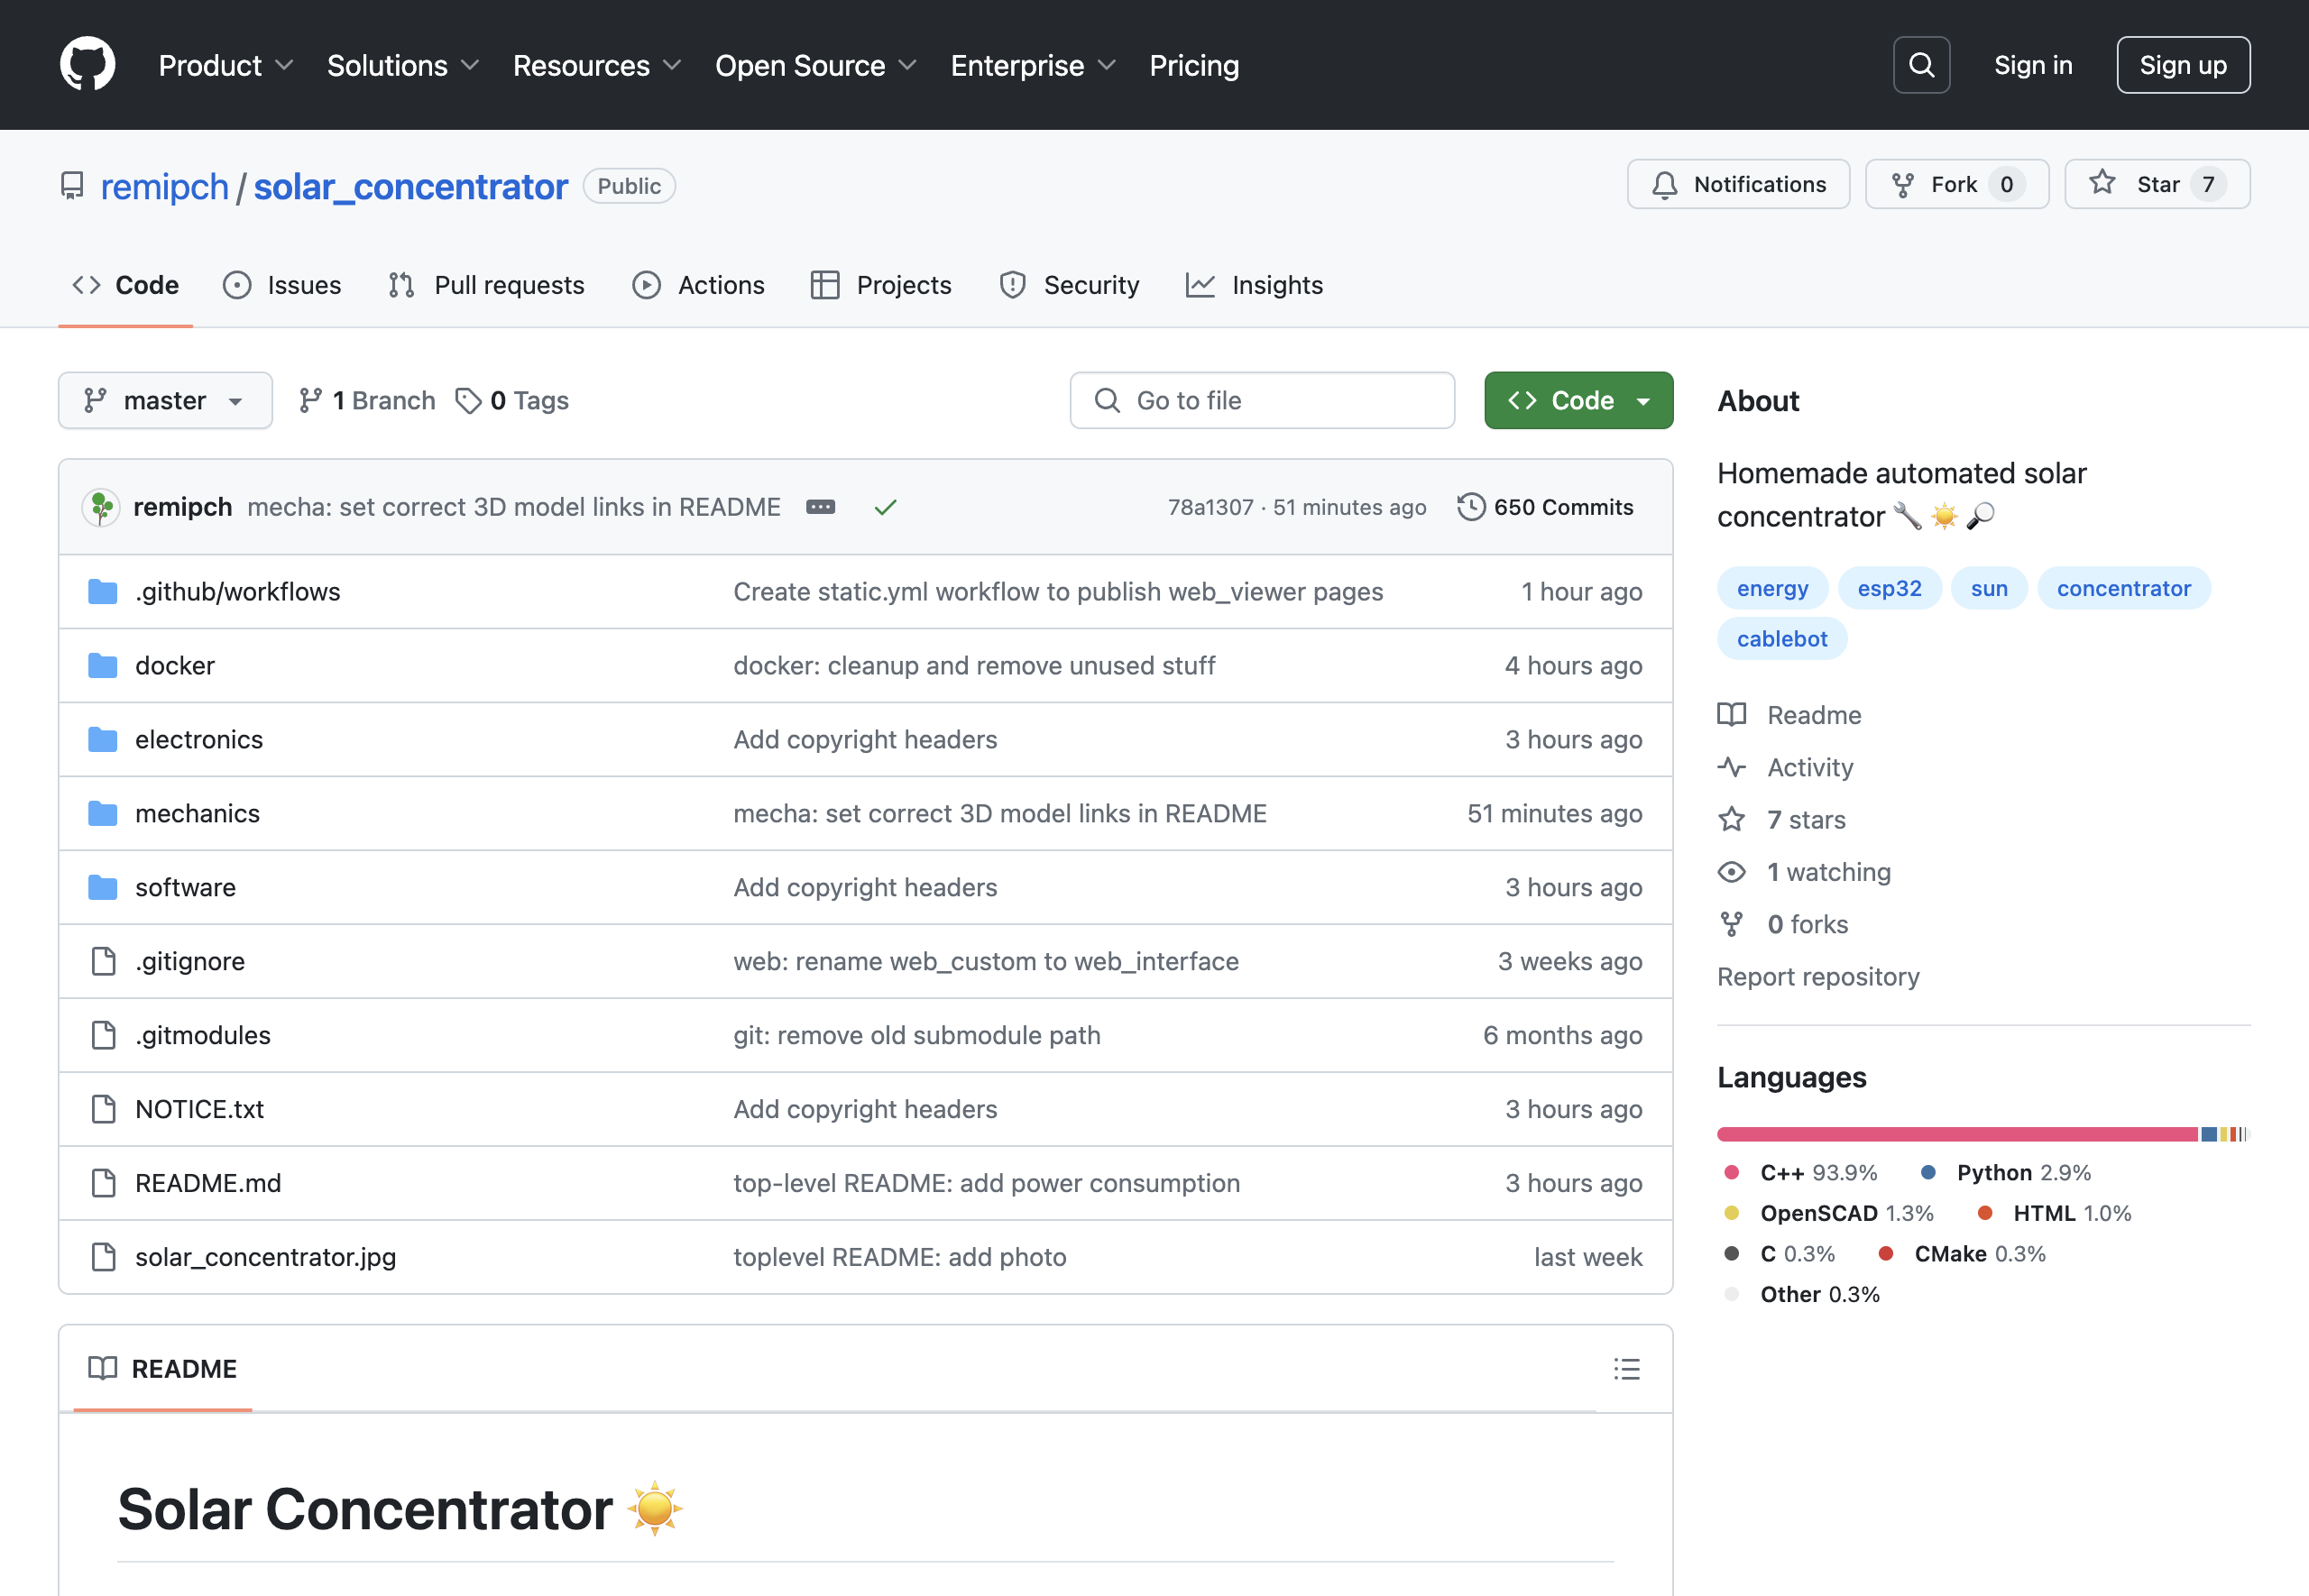 Product Solutions Resources Open Source Enterprise Pricing Sign in Sign up
remipch / solar_concentrator Public Notifications Fork 0 Star 7
Code Issues Pull requests Actions Projects Security Insights
master 1 Branch 0 Tags Go to file Code
remipch mecha: set correct 3D model links in README 78a1307 · 51 minutes ago 650 Commits
.github/workflows Create static.yml workflow to publish web_viewer pages 1 hour ago
docker docker: cleanup and remove unused stuff 4 hours ago
electronics Add copyright headers 3 hours ago
mechanics mecha: set correct 3D model links in README 51 minutes ago
software Add copyright headers 3 hours ago
.gitignore web: rename web_custom to web_interface 3 weeks ago
.gitmodules git: remove old submodule path 6 months ago
NOTICE.txt Add copyright headers 3 hours ago
README.md top-level README: add power consumption 3 hours ago
solar_concentrator.jpg toplevel README: add photo last week
README
Solar Concentrator ☀️
About
Homemade automated solar
concentrator 🔧☀️🔎
energy esp32 sun concentrator
cablebot
Readme
Activity
7 stars
1 watching
0 forks
Report repository
Languages
C++ 93.9% Python 2.9%
OpenSCAD 1.3% HTML 1.0%
C 0.3% CMake 0.3%
Other 0.3%